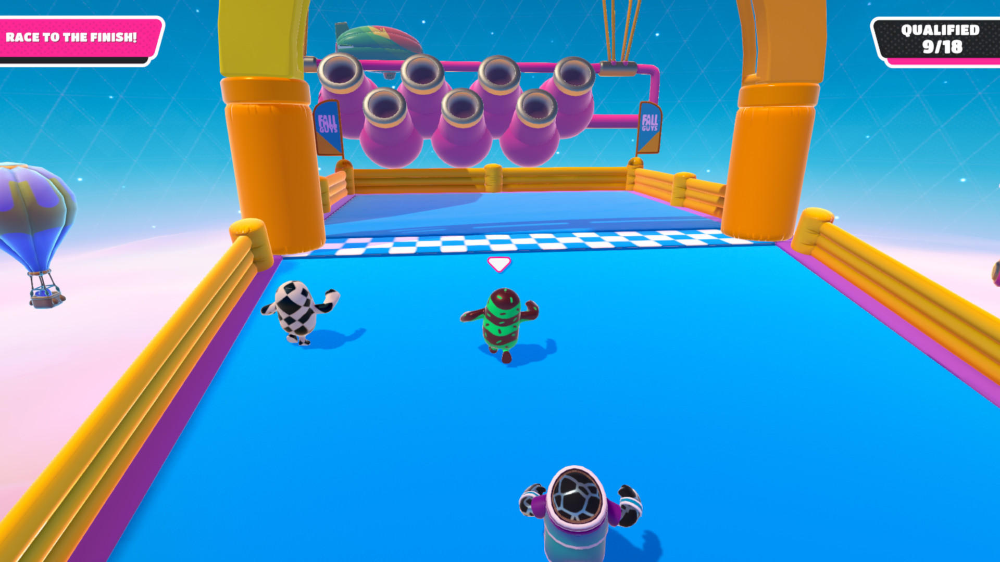 RACE TO THE FINISH!
QUALIFIED
9/18
FALL
GUYS
FALL
GUYS